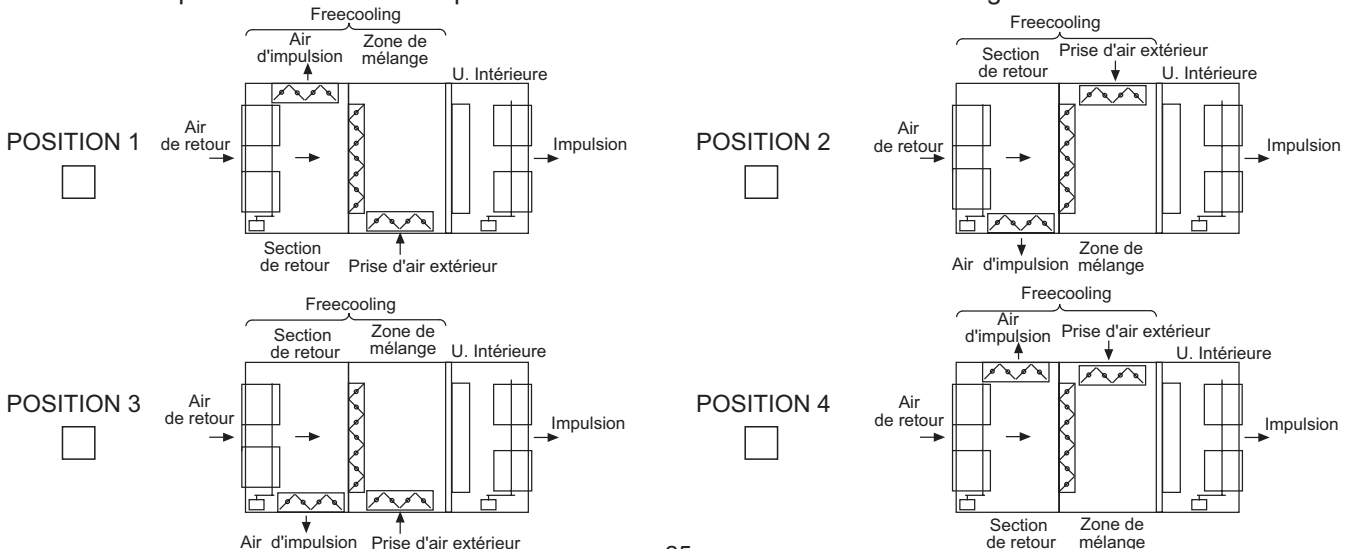 Freecooling
Air
d'impulsion
Zone de
mélange
U. Intérieure
POSITION 1
Air
de retour
Impulsion
Section
de retour
Prise d'air extérieur
Freecooling
Section
de retour
Prise d'air extérieur
U. Intérieure
POSITION 2
Air
de retour
Impulsion
Air d'impulsion
Zone de
mélange
Freecooling
Section
de retour
Zone de
mélange
U. Intérieure
POSITION 3
Air
de retour
Impulsion
Air d'impulsion
Prise d'air extérieur
Freecooling
Air
d'impulsion
Prise d'air extérieur
U. Intérieure
POSITION 4
Air
de retour
Impulsion
Section
de retour
Zone de
mélange